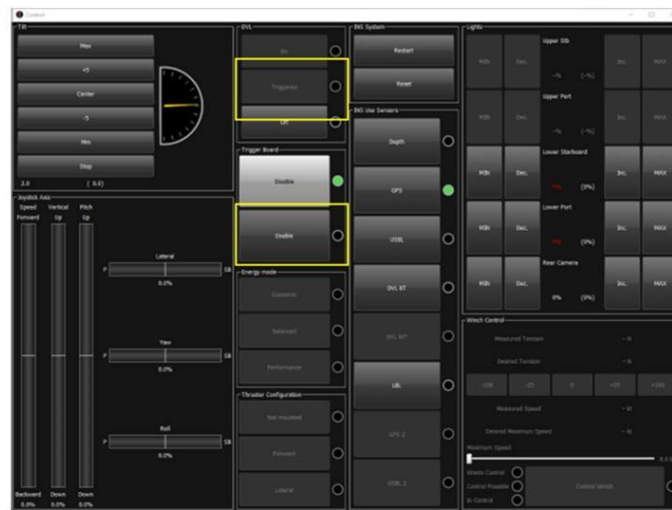 Control
Tilt
Max
+5
Center
-5
Min
Stop
2.0 ( 0.0)
Joystick Axis
Speed Vertical Pitch
Forward Up Up
Lateral
P SB
0.0%
Yaw
P SB
0.0%
Roll
P SB
0.0%
Backward Down Down
0.0% 0.0% 0.0%
DVL
On
Triggered
Off
Trigger Board
Disable
Enable
Energy mode
Economic
Balanced
Performance
Thruster Configuration
Not mounted
Forward
Lateral
INS System
Restart
Reset
INS Use Sensors
Depth
GPS
USBL
DVL BT
DVL WT
LBL
GPS 2
USBL 2
Lights
Upper Stb
MIN Dec. -% (-%) Inc. MAX
Upper Port
MIN Dec. -% (-%) Inc. MAX
Lower Starboard
MIN Dec. 0% (0%) Inc. MAX
Lower Port
MIN Dec. 0% (0%) Inc. MAX
Rear Camera
MIN Dec. 0% (0%) Inc. MAX
Winch Control
Measured Tension
Desired Tension
-100 -25 0 +25 +100
Measured Speed
Desired Maximum Speed
Maximum Speed
0.0
Wants Control
Control Possible
In Control
Control Winch